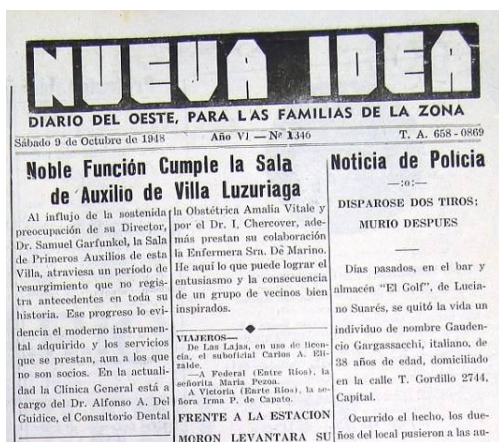 NUEVA IDEA
DIARIO DEL OESTE, PARA LAS FAMILIAS DE LA ZONA
Sábado 9 de Octubre de 1948 Año VI — Nº 1346 T. A. 658 - 0869
Noble Función Cumple la Sala
de Auxilio de Villa Luzuriaga
Al influjo de la sostenida
preocupación de su Director,
Dr. Samuel Garfunkel, la Sala
de Primeros Auxilios de esta
Villa, atraviesa un período de
resurgimiento que no regis-
tra antecedentes en toda su
historia. Ese progreso lo evi-
dencia el moderno instrumen-
tal adquirido y los servicios
que se prestan, aun a los que
no son socios. En la actuali-
dad la Clínica General está a
cargo del Dr. Alfonso A. Del
Guidice, el Consultorio Dental
la Obstétrica Amalia Vitale y
por el Dr. I. Chercover, ade-
más prestan su colaboración
la Enfermera Sra. De Marino.
He aquí lo que puede lograr el
entusiasmo y la consecuencia
de un grupo de vecinos bien
inspirados.
VIAJEROS—
De Las Lajas, en uso de licen-
cia, el suboficial Carlos A. Eli-
zalde.
—A Federal (Entre Ríos), la
señorita María Pezoa.
A Victoria (Entre Ríos), la se-
ñora Irma P. de Capato.
FRENTE A LA ESTACION
MORON LEVANTARA SU
Noticia de Policía
—:o:—
DISPAROSE DOS TIROS;
MURIO DESPUES
Días pasados, en el bar y
almacén "El Golf", de Lucia-
no Suarés, se quitó la vida un
individuo de nombre Gauden-
cio Gargassacchi, italiano, de
38 años de edad, domiciliado
en la calle T. Gordillo 2744,
Capital.
Ocurrido el hecho, los due-
ños del local pusieron a las au-